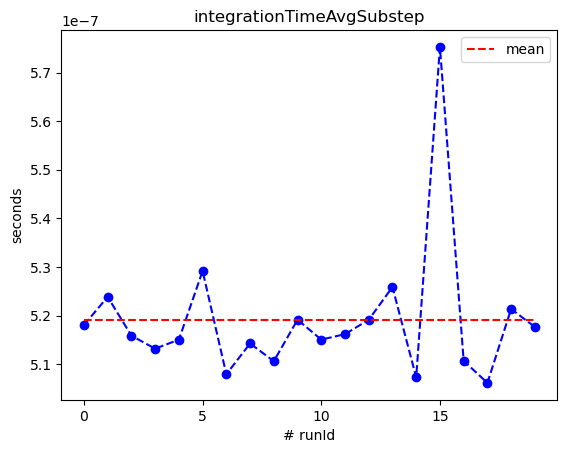 integrationTimeAvgSubstep
1e−7
mean
5.7
5.6
5.5
5.4
5.3
5.2
5.1
seconds
0 5 10 15
# runId